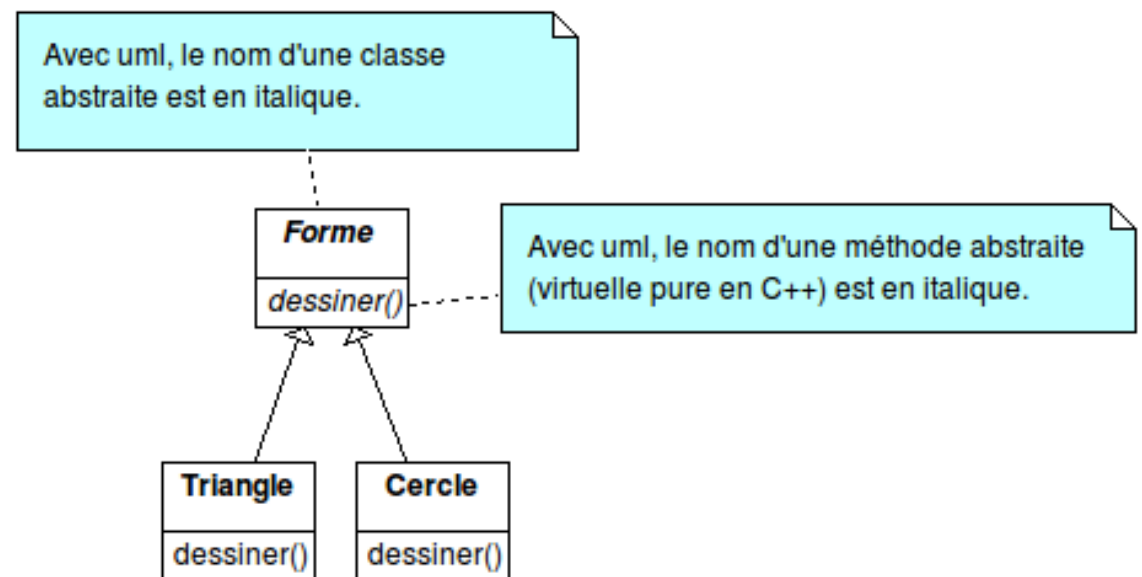 Avec uml, le nom d'une classe
abstraite est en italique.
Forme
dessiner()
Avec uml, le nom d'une méthode abstraite
(virtuelle pure en C++) est en italique.
Triangle
dessiner()
Cercle
dessiner()